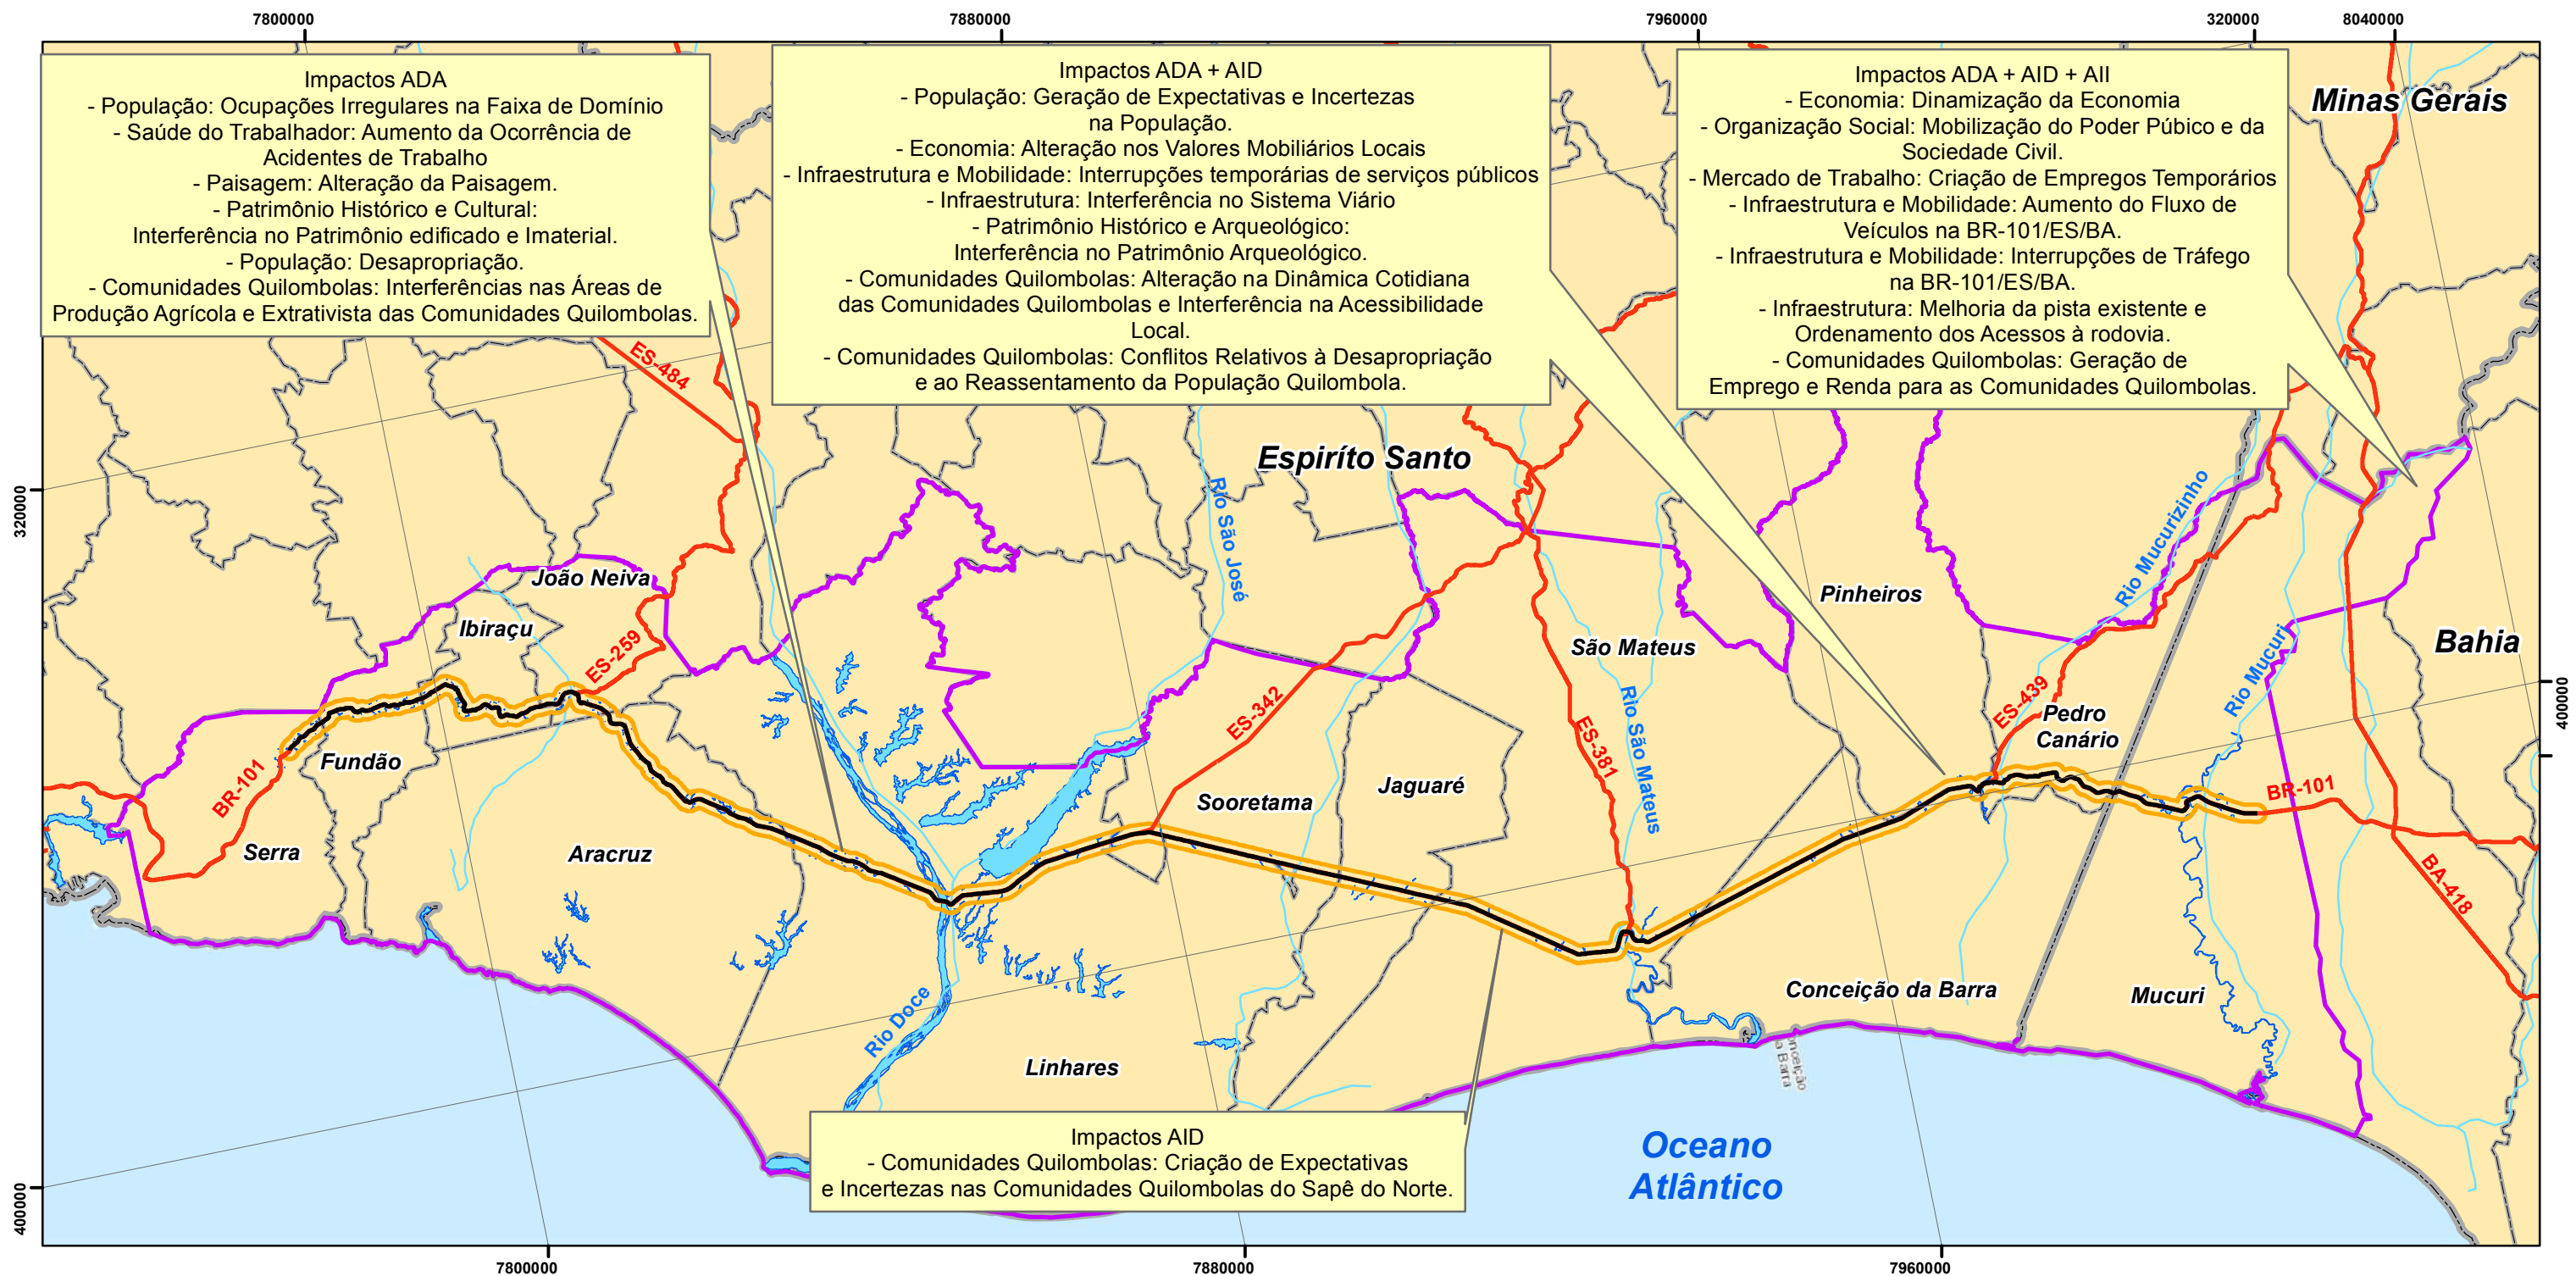 7800000
7880000
7960000
320000
8040000
Impactos ADA
- População: Ocupações Irregulares na Faixa de Domínio
- Saúde do Trabalhador: Aumento da Ocorrência de
Acidentes de Trabalho
- Paisagem: Alteração da Paisagem.
- Patrimônio Histórico e Cultural:
Interferência no Patrimônio edificado e Imaterial.
- População: Desapropriação.
- Comunidades Quilombolas: Interferências nas Áreas de
Produção Agrícola e Extrativista das Comunidades Quilombolas.
Impactos ADA + AID
- População: Geração de Expectativas e Incertezas
na População.
- Economia: Alteração nos Valores Mobiliários Locais
- Infraestrutura e Mobilidade: Interrupções temporárias de serviços públicos
- Infraestrutura: Interferência no Sistema Viário
- Patrimônio Histórico e Arqueológico:
Interferência no Patrimônio Arqueológico.
- Comunidades Quilombolas: Alteração na Dinâmica Cotidiana
das Comunidades Quilombolas e Interferência na Acessibilidade
Local.
- Comunidades Quilombolas: Conflitos Relativos à Desapropriação
e ao Reassentamento da População Quilombola.
Impactos ADA + AID + AII
- Economia: Dinamização da Economia
- Organização Social: Mobilização do Poder Púbico e da
Sociedade Civil.
- Mercado de Trabalho: Criação de Empregos Temporários
- Infraestrutura e Mobilidade: Aumento do Fluxo de
Veículos na BR-101/ES/BA.
- Infraestrutura e Mobilidade: Interrupções de Tráfego
na BR-101/ES/BA.
- Infraestrutura: Melhoria da pista existente e
Ordenamento dos Acessos à rodovia.
- Comunidades Quilombolas: Geração de
Emprego e Renda para as Comunidades Quilombolas.
Minas Gerais
ES-484
Espiríto Santo
320000
Rio São José
Rio Mucurizinho
João Neiva
Pinheiros
Ibiraçu
ES-259
São Mateus
Bahia
Rio Mucuri
ES-342
Rio São Mateus
ES-381
ES-439
Pedro
Canário
400000
Fundão
BR-101
Jaguaré
Sooretama
BR-101
Serra
Aracruz
BA-418
Conceição da Barra
Mucuri
Rio Doce
Linhares
onceição
a Barra
Impactos AID
- Comunidades Quilombolas: Criação de Expectativas
e Incertezas nas Comunidades Quilombolas do Sapê do Norte.
Oceano
Atlântico
400000
7800000
7880000
7960000